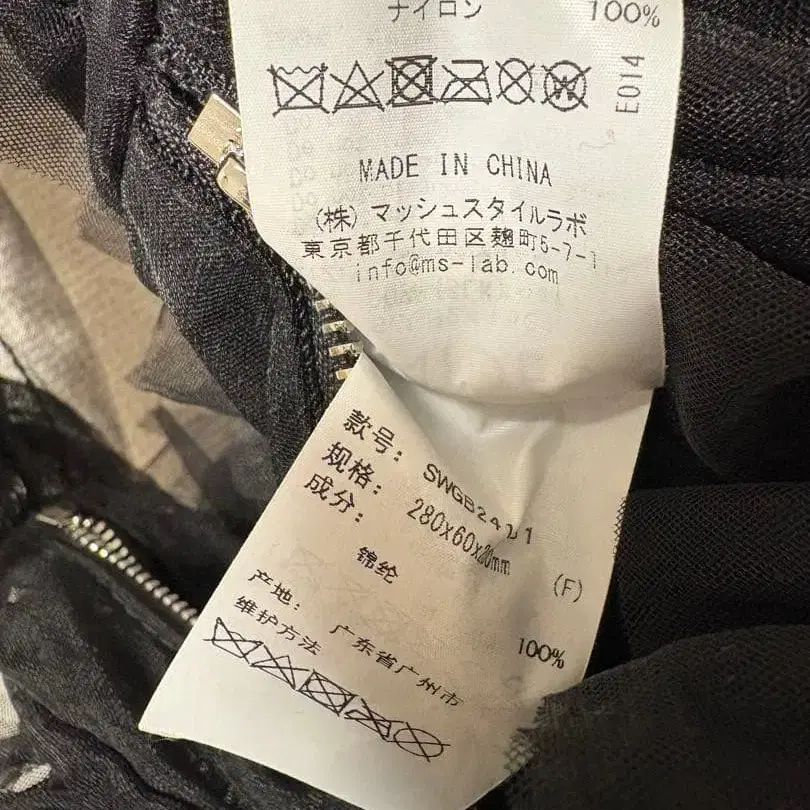 ナイロン 100%
E014
MADE IN CHINA
(株) マッシュスタイルラボ
東京都千代田区麹町5-7-1
info@ms-lab.com
款号:
规格: 280x60x20mm (F)
成分:
锦纶 100%
产地: 广东省广州市
维护方法